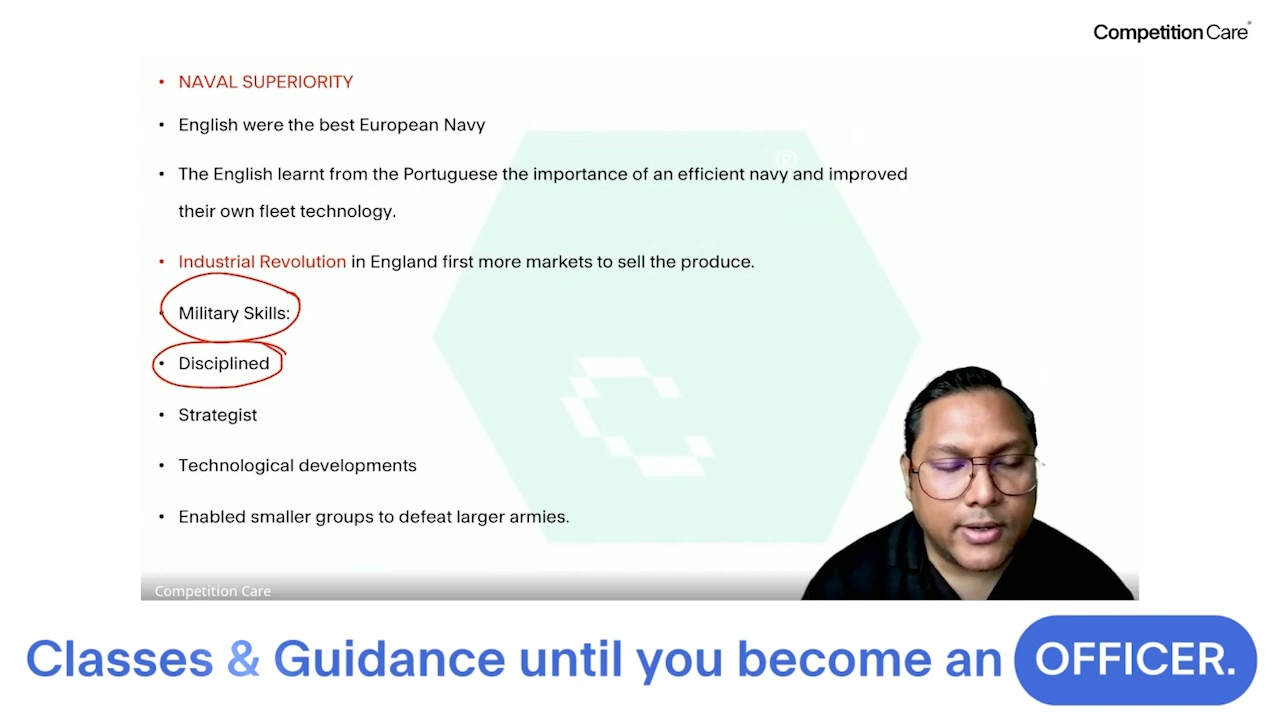 Competition Care
• NAVAL SUPERIORITY
• English were the best European Navy
• The English learnt from the Portuguese the importance of an efficient navy and improved
their own fleet technology.
• Industrial Revolution in England first more markets to sell the produce.
• Military Skills:
• Disciplined
• Strategist
• Technological developments
• Enabled smaller groups to defeat larger armies.
Competition Care
Classes & Guidance until you become an OFFICER.